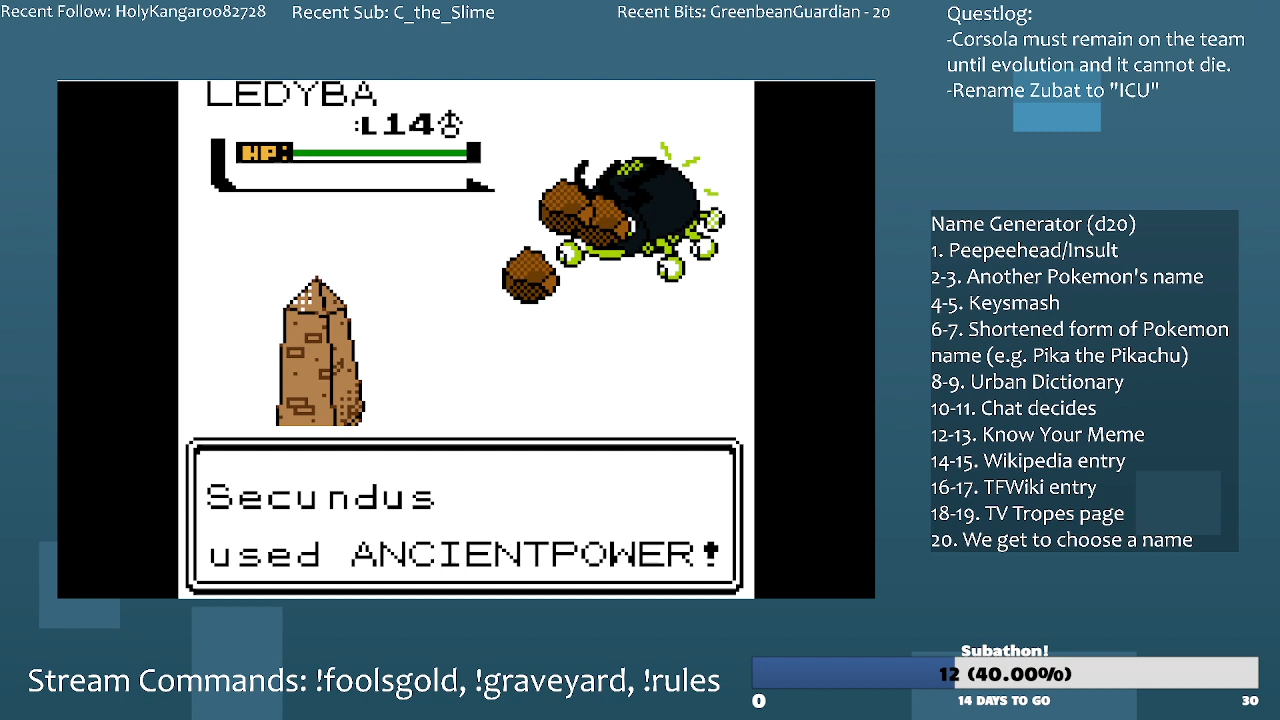 Recent Follow: HolyKangaroo82728
Recent Sub: C_the_Slime
Recent Bits: GreenbeanGuardian - 20
Questlog:
-Corsola must remain on the team
until evolution and it cannot die.
-Rename Zubat to "ICU"
LEDYBA
:L14♂
HP:
Secundus
used ANCIENTPOWER!
Name Generator (d20)
1. Peepeehead/Insult
2-3. Another Pokemon's name
4-5. Keysmash
6-7. Shortened form of Pokemon
name (e.g. Pika the Pikachu)
8-9. Urban Dictionary
10-11. Chat decides
12-13. Know Your Meme
14-15. Wikipedia entry
16-17. TFWiki entry
18-19. TV Tropes page
20. We get to choose a name
Stream Commands: !foolsgold, !graveyard, !rules
Subathon!
12 (40.00%)
0
14 DAYS TO GO
30